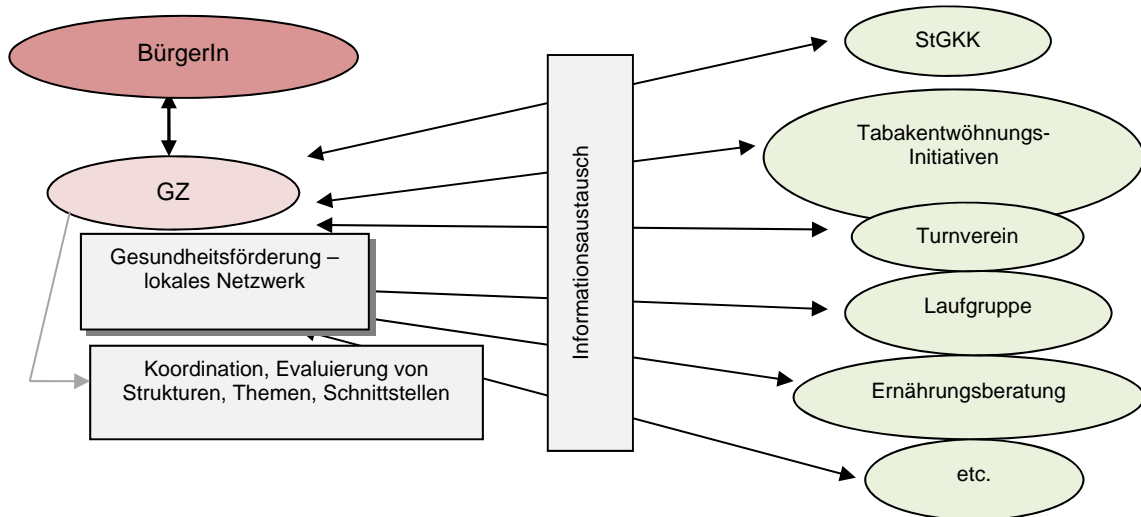 BürgerIn
GZ
Gesundheitsförderung –
lokales Netzwerk
Koordination, Evaluierung von
Strukturen, Themen, Schnittstellen
Informationsaustausch
StGKK
Tabakentwöhnungs-
Initiativen
Turnverein
Laufgruppe
Ernährungsberatung
etc.